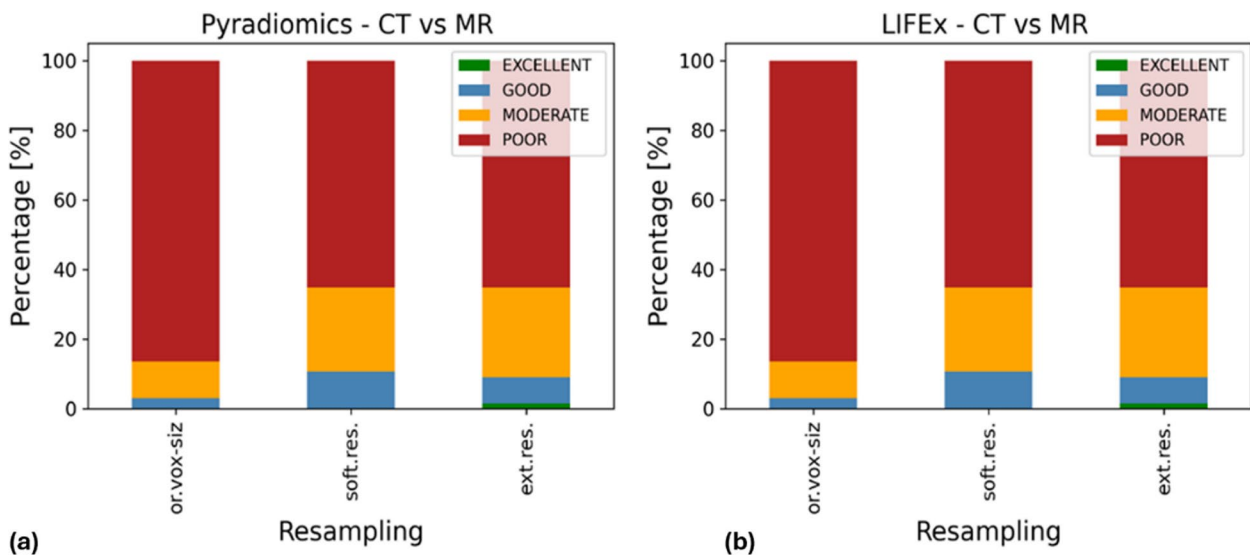 Pyradiomics - CT vs MR
Percentage [%]
100
80
60
40
20
0
EXCELLENT
GOOD
MODERATE
POOR
or.vox-siz
soft.res.
ext.res.
Resampling
(a)
LIFEx - CT vs MR
Percentage [%]
100
80
60
40
20
0
EXCELLENT
GOOD
MODERATE
POOR
or.vox-siz
soft.res.
ext.res.
Resampling
(b)